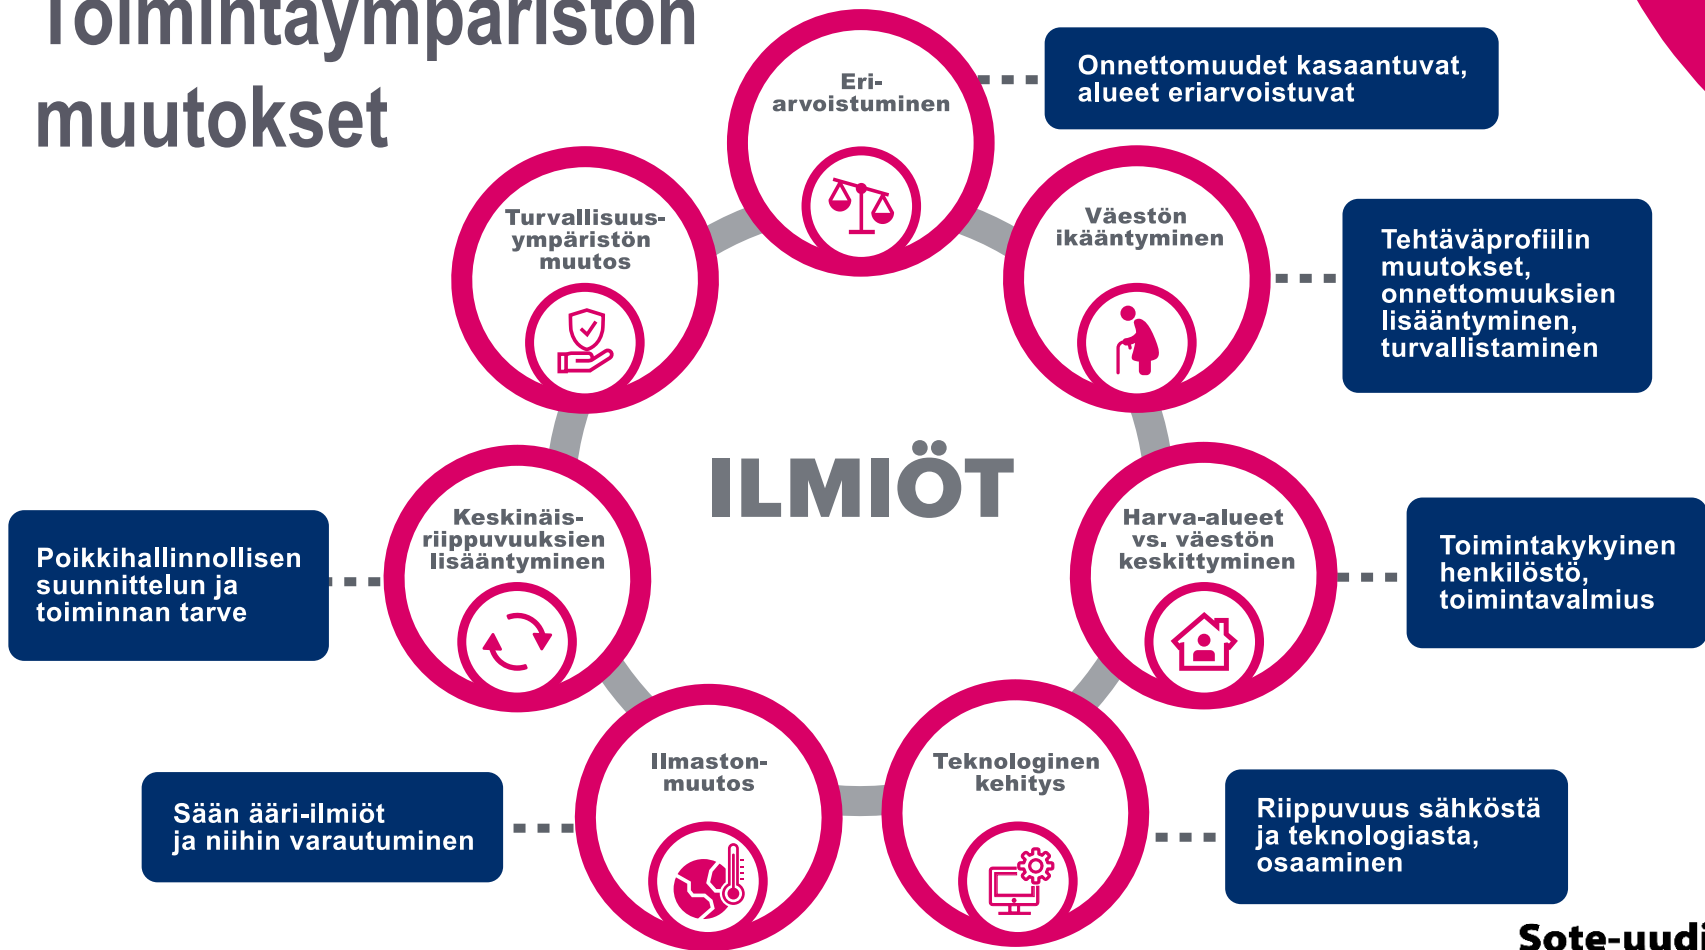 Toimintaympäristön
muutokset
Eri-
arvoistuminen
Onnettomuudet kasaantuvat,
alueet eriarvoistuvat
Väestön
ikääntyminen
Tehtäväprofiilin
muutokset,
onnettomuuksien
lisääntyminen,
turvallistaminen
Harva-alueet
vs. väestön
keskittyminen
Toimintakykyinen
henkilöstö,
toimintavalmius
Teknologinen
kehitys
Riippuvuus sähköstä
ja teknologiasta,
osaaminen
Ilmaston-
muutos
Sään ääri-ilmiöt
ja niihin varautuminen
Keskinäis-
riippuvuuksien
lisääntyminen
Poikkihallinnollisen
suunnittelun ja
toiminnan tarve
Turvallisuus-
ympäristön
muutos
ILMIÖT
Sote-uudi